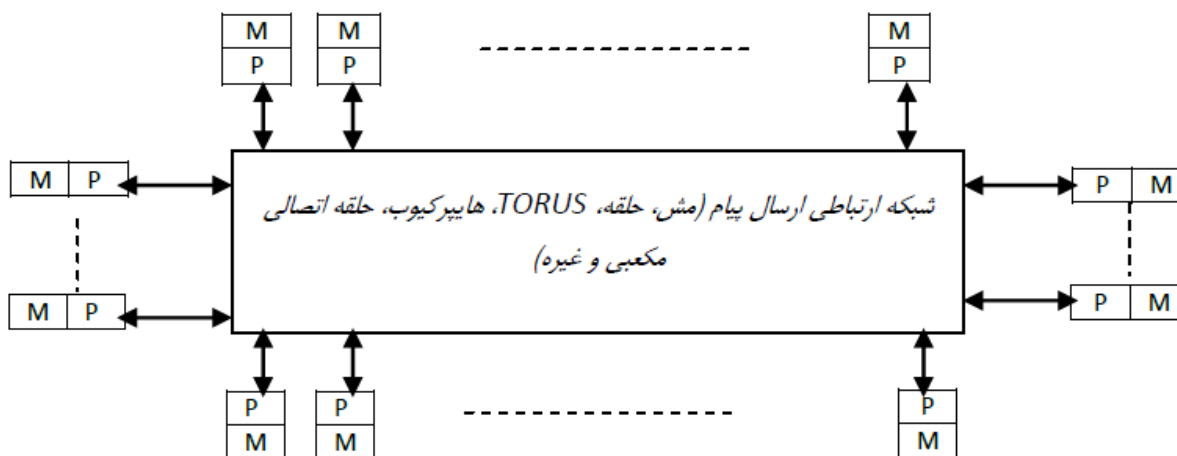 M M M
P P P
M P
شبکه ارتباطی ارسال پیام (مش، حلقه، TORUS، هایپرکیوب، حلقه اتصالی
مکعبی و غیره)
P M
M P
P M
P P P
M M M